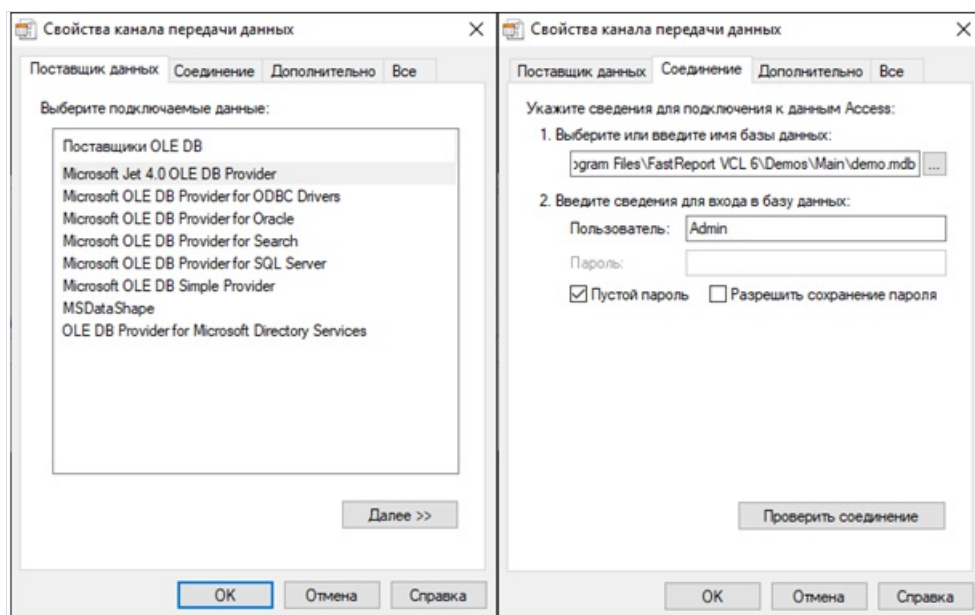 Свойства канала передачи данных
Поставщик данных Соединение Дополнительно Все
Выберите подключаемые данные:
Поставщики OLE DB
Microsoft Jet 4.0 OLE DB Provider
Microsoft OLE DB Provider for ODBC Drivers
Microsoft OLE DB Provider for Oracle
Microsoft OLE DB Provider for Search
Microsoft OLE DB Provider for SQL Server
Microsoft OLE DB Simple Provider
MSDataShape
OLE DB Provider for Microsoft Directory Services
Далее >>
OK Отмена Справка
Свойства канала передачи данных
Поставщик данных Соединение Дополнительно Все
Укажите сведения для подключения к данным Access:
1. Выберите или введите имя базы данных:
ogram Files\FastReport VCL 6\Demos\Main\demo.mdb ...
2. Введите сведения для входа в базу данных:
Пользователь: Admin
Пароль:
Пустой пароль Разрешить сохранение пароля
Проверить соединение
OK Отмена Справка